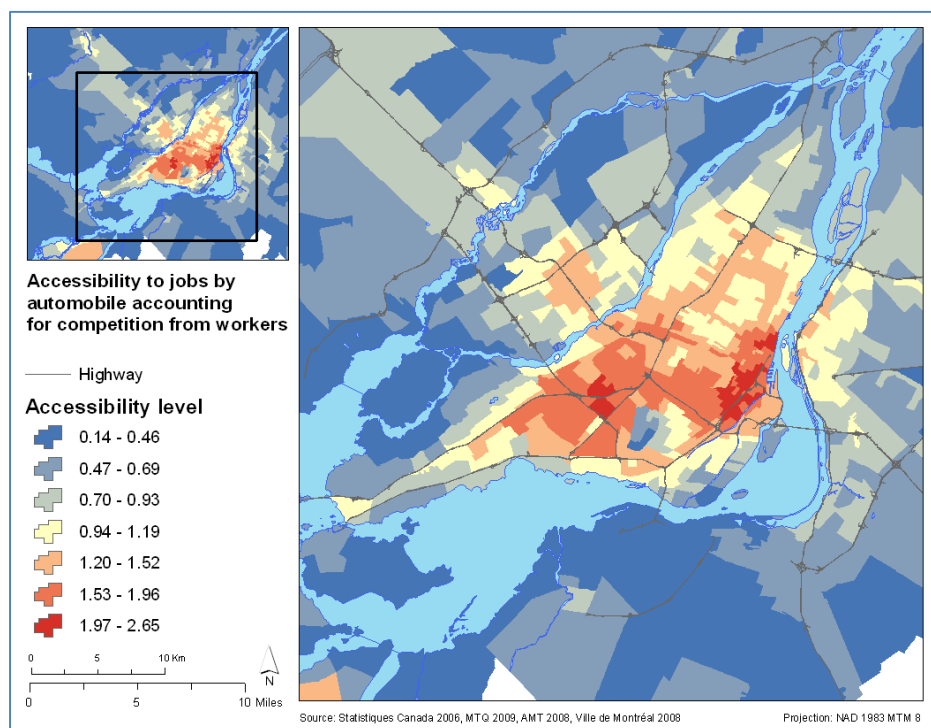 Accessibility to jobs by
automobile accounting
for competition from workers
Highway
Accessibility level
0.14 - 0.46
0.47 - 0.69
0.70 - 0.93
0.94 - 1.19
1.20 - 1.52
1.53 - 1.96
1.97 - 2.65
0 5 10 Km
N
0 5 10 Miles
Source: Statistiques Canada 2006, MTQ 2009, AMT 2008, Ville de Montréal 2008 Projection: NAD 1983 MTM 8